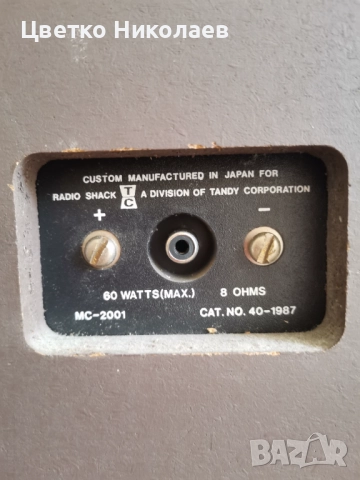 Цветко Николаев
CUSTOM MANUFACTURED IN JAPAN FOR
RADIO SHACK TC A DIVISION OF TANDY CORPORATION
+ -
60 WATTS(MAX.) 8 OHMS
MC-2001 CAT. NO. 40-1987
BAZAR